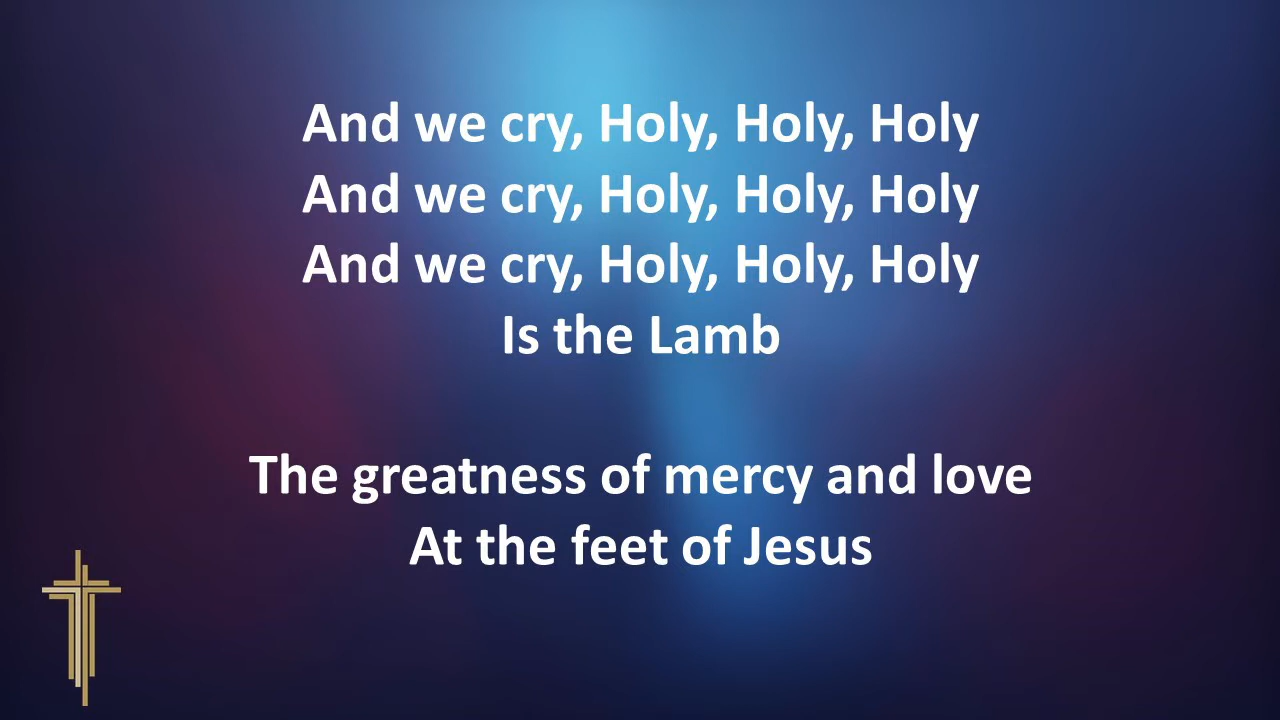 And we cry, Holy, Holy, Holy
And we cry, Holy, Holy, Holy
And we cry, Holy, Holy, Holy
Is the Lamb
The greatness of mercy and love
At the feet of Jesus